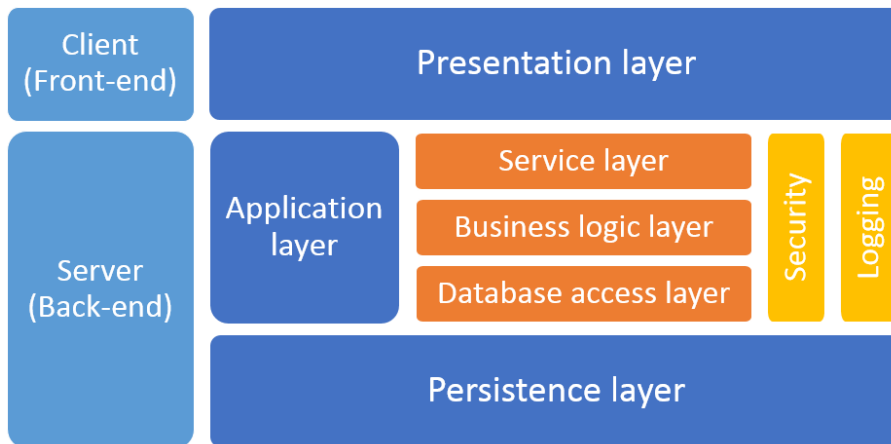 Client
(Front-end)
Presentation layer
Server
(Back-end)
Application
layer
Service layer
Business logic layer
Database access layer
Security
Logging
Persistence layer